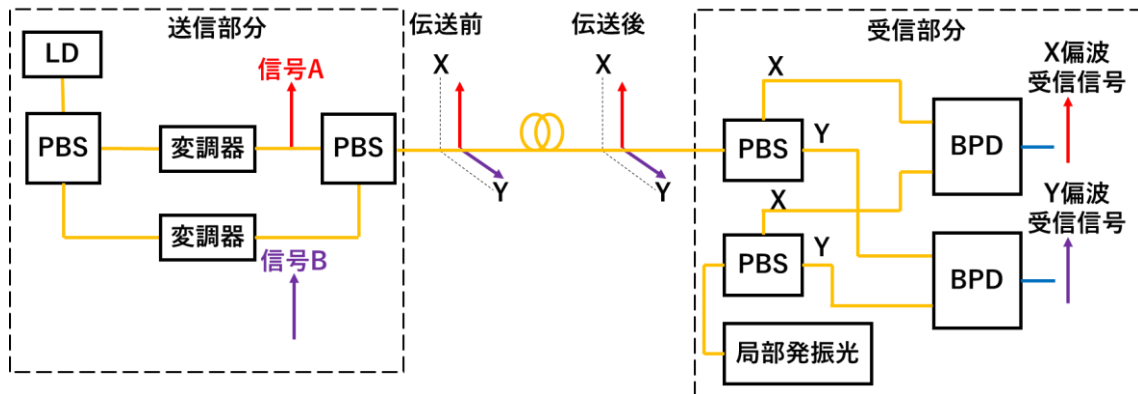 送信部分
LD
信号A
PBS
変調器
PBS
変調器
信号B
伝送前
X
Y
伝送後
X
Y
受信部分
X
PBS
Y
X
PBS
Y
局部発振光
BPD
BPD
X偏波
受信信号
Y偏波
受信信号